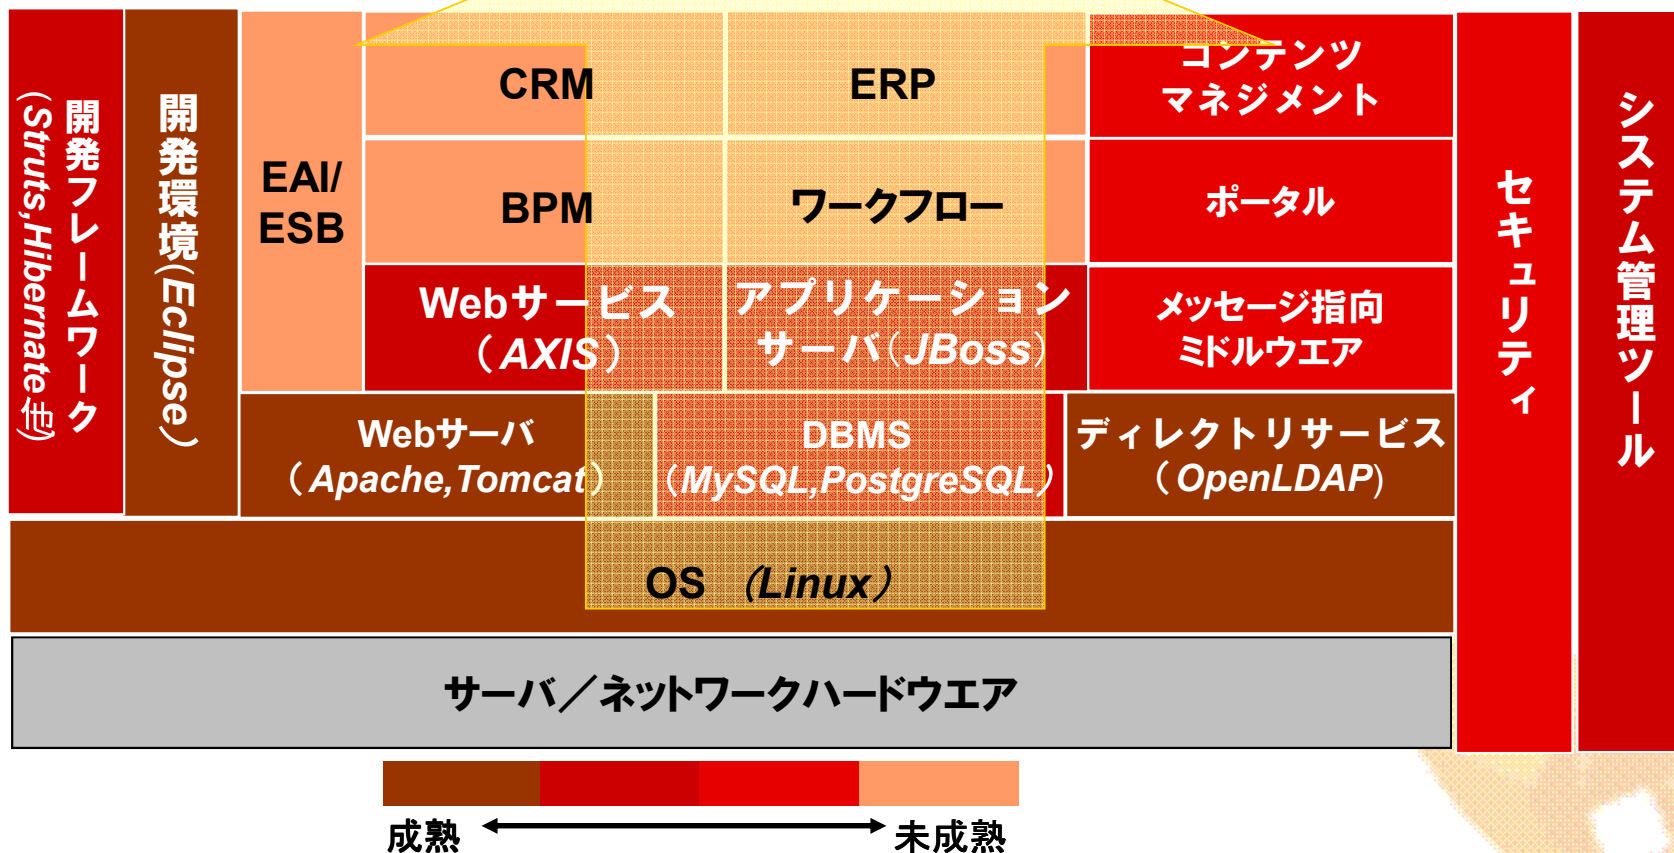 開発フレームワーク
(Struts,Hibermate他)
開発環境(Eclipse)
EAI/
ESB
CRM
ERP
コンテンツ
マネジメント
BPM
ワークフロー
ポータル
Webサービス
（AXIS）
アプリケーション
サーバ(JBoss)
メッセージ指向
ミドルウエア
Webサーバ
（Apache,Tomcat）
DBMS
（MySQL,PostgreSQL）
ディレクトリサービス
（OpenLDAP)
OS （Linux）
サーバ／ネットワークハードウエア
セキュリティ
システム管理ツール
成熟
未成熟